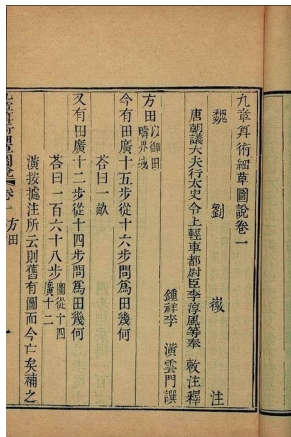 九章算術細草圖說卷一
魏 劉 徽 注
唐朝議大夫行太史令上輕車都尉臣李淳風等奉 敕注釋
鍾祥李 潢雲門譔
方田以御田疇界域
今有田廣十五步從十六步問爲田幾何
荅曰一畝
又有田廣十二步從十四步問爲田幾何
荅曰一百六十八步圖從十四廣十二
潢按據注所云則舊有圖而今亡矣補之
九章算術細草圖說 卷一 方田 一